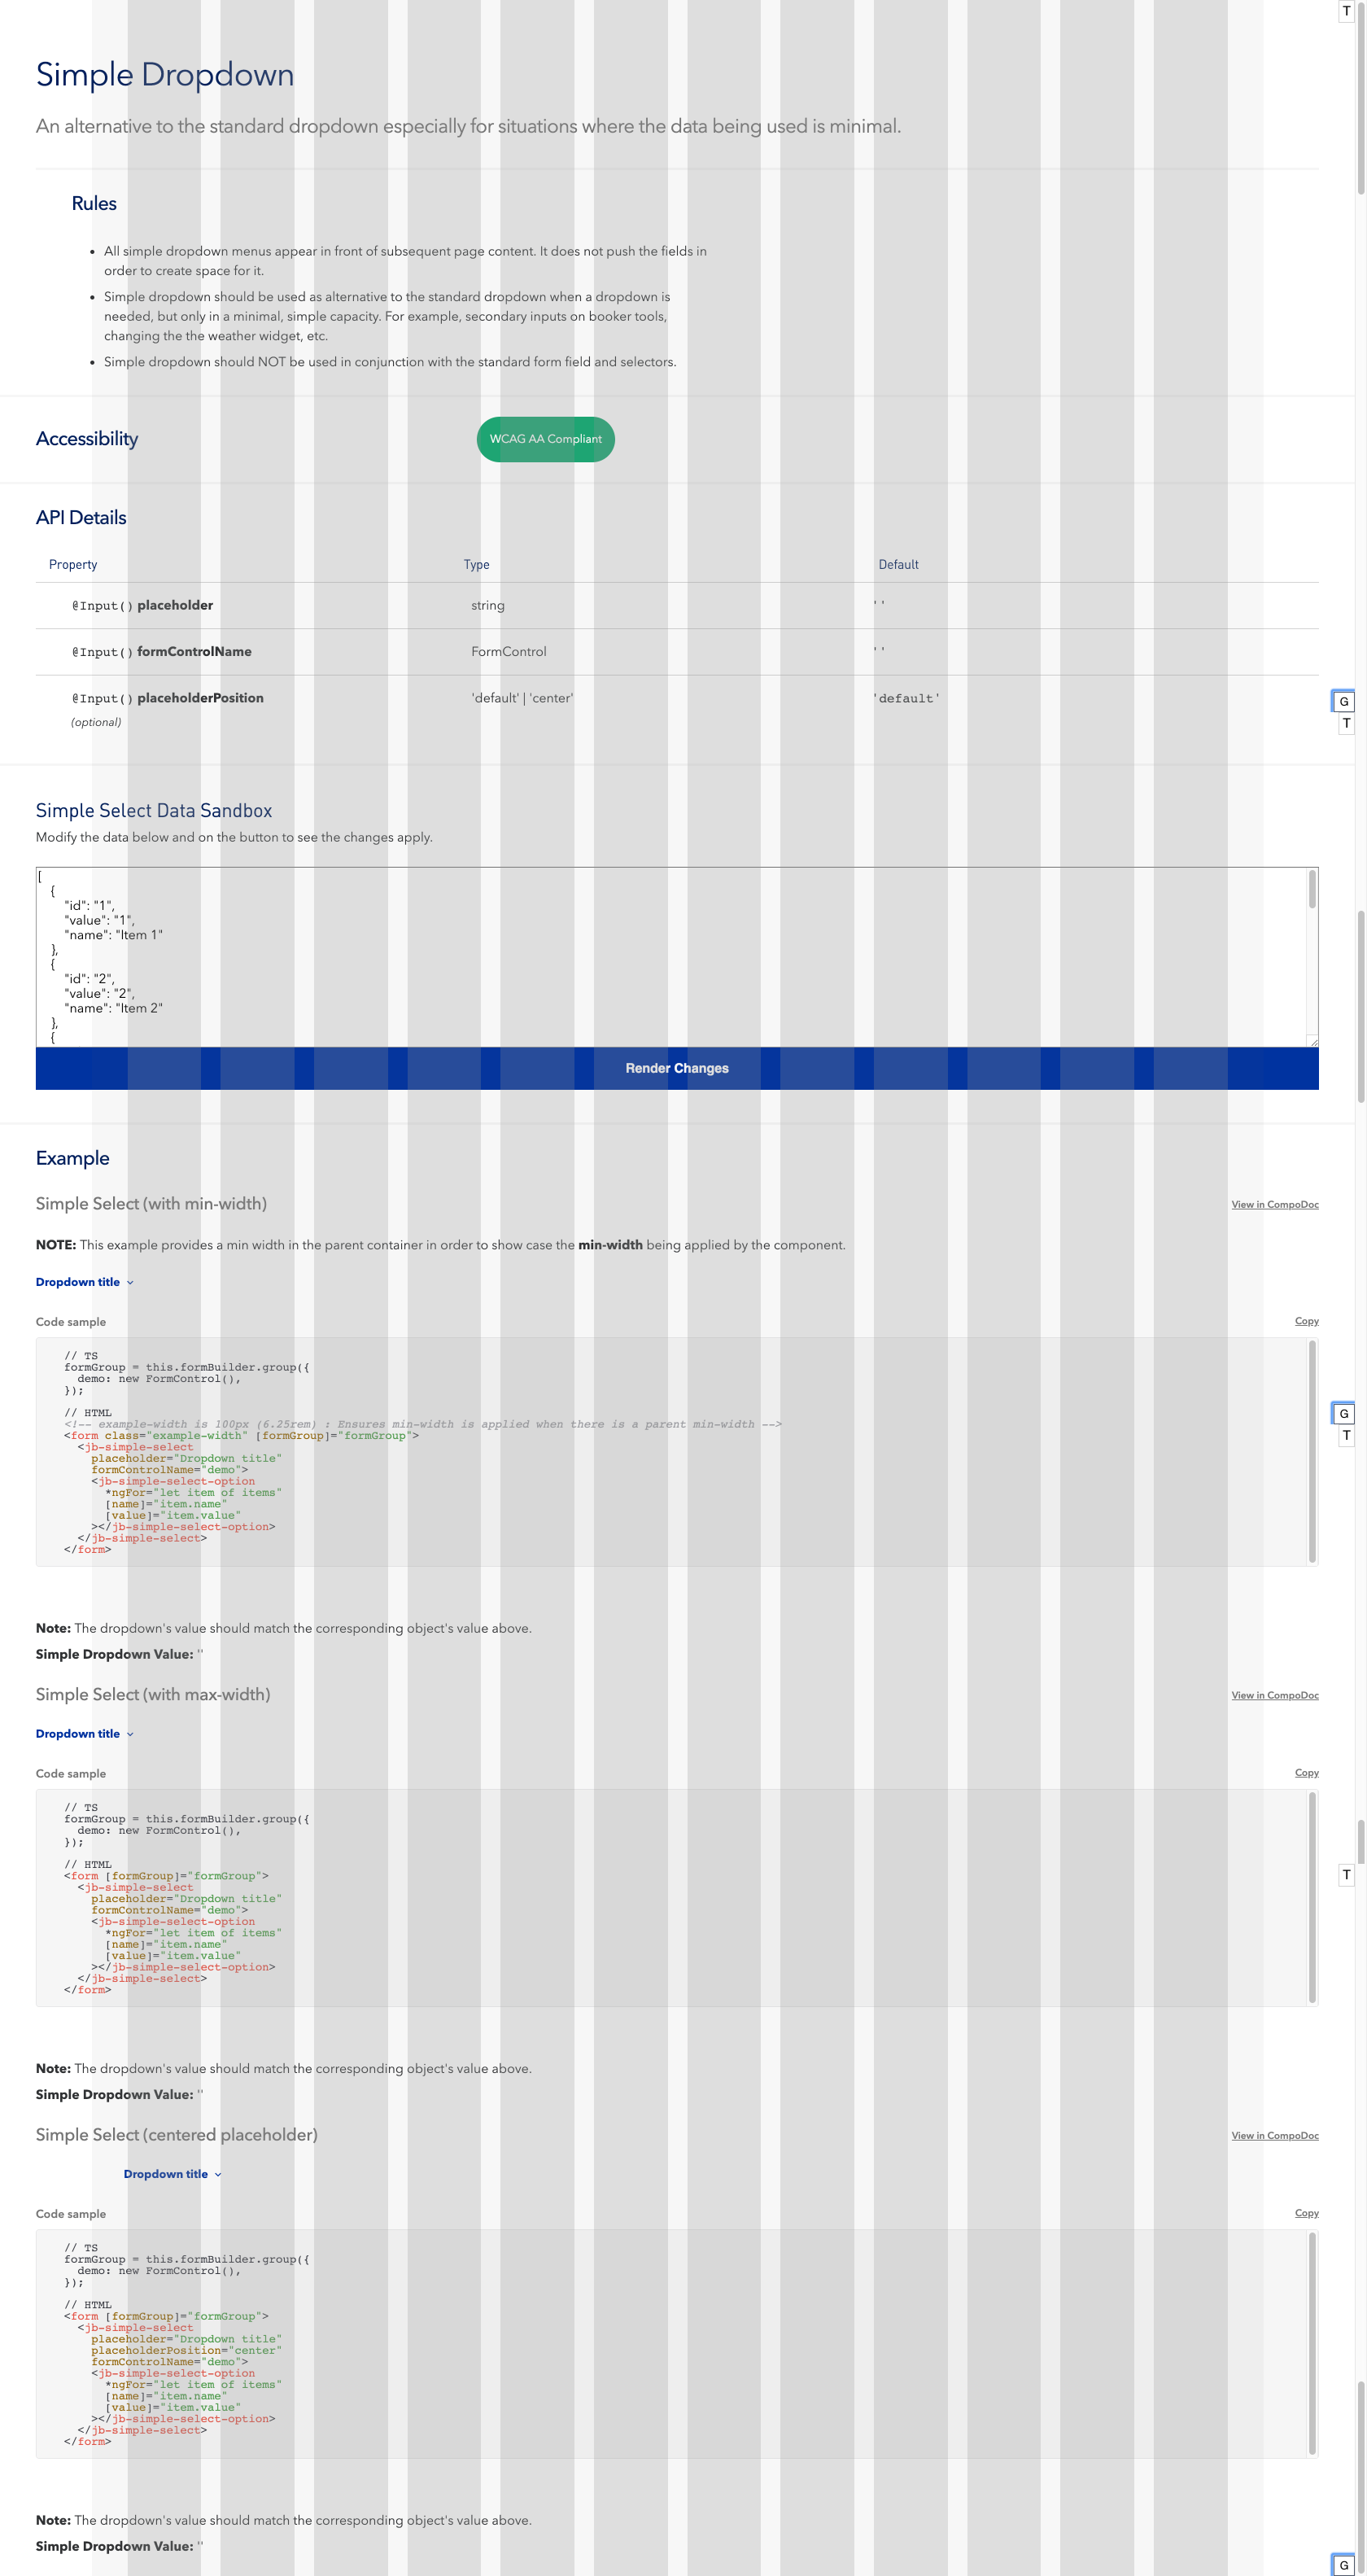 T
Simple Dropdown
An alternative to the standard dropdown especially for situations where the data being used is minimal.
Rules
• All simple dropdown menus appear in front of subsequent page content. It does not push the fields in
order to create space for it.
• Simple dropdown should be used as alternative to the standard dropdown when a dropdown is
needed, but only in a minimal, simple capacity. For example, secondary inputs on booker tools,
changing the the weather widget, etc.
• Simple dropdown should NOT be used in conjunction with the standard form field and selectors.
Accessibility WCAG AA Compliant
API Details
Property Type Default
@Input() placeholder string ''
@Input() formControlName FormControl ''
@Input() placeholderPosition 'default' | 'center' 'default'
G
(optional)
T
Simple Select Data Sandbox
Modify the data below and on the button to see the changes apply.
[
{
"id": "1",
"value": "1",
"name": "Item 1"
},
{
"id": "2",
"value": "2",
"name": "Item 2"
},
{
Render Changes
Example
Simple Select (with min-width) View in CompoDoc
NOTE: This example provides a min width in the parent container in order to show case the min-width being applied by the component.
Dropdown title
Code sample Copy
// TS
formGroup = this.formBuilder.group({
demo: new FormControl(),
});
// HTML
G
<!-- example-width is 100px (6.25rem) : Ensures min-width is applied when there is a parent min-width -->
<form class="example-width" [formGroup]="formGroup">
T
<jb-simple-select
placeholder="Dropdown title"
formControlName="demo">
<jb-simple-select-option
*ngFor="let item of items"
[name]="item.name"
[value]="item.value"
></jb-simple-select-option>
</jb-simple-select>
</form>
Note: The dropdown's value should match the corresponding object's value above.
Simple Dropdown Value: ''
Simple Select (with max-width) View in CompoDoc
Dropdown title
Code sample Copy
// TS
formGroup = this.formBuilder.group({
demo: new FormControl(),
});
// HTML
<form [formGroup]="formGroup">
T
<jb-simple-select
placeholder="Dropdown title"
formControlName="demo">
<jb-simple-select-option
*ngFor="let item of items"
[name]="item.name"
[value]="item.value"
></jb-simple-select-option>
</jb-simple-select>
</form>
Note: The dropdown's value should match the corresponding object's value above.
Simple Dropdown Value: ''
Simple Select (centered placeholder) View in CompoDoc
Dropdown title
Code sample Copy
// TS
formGroup = this.formBuilder.group({
demo: new FormControl(),
});
// HTML
<form [formGroup]="formGroup">
<jb-simple-select
placeholder="Dropdown title"
placeholderPosition="center"
formControlName="demo">
<jb-simple-select-option
*ngFor="let item of items"
[name]="item.name"
[value]="item.value"
></jb-simple-select-option>
</jb-simple-select>
</form>
Note: The dropdown's value should match the corresponding object's value above.
Simple Dropdown Value: ''
G